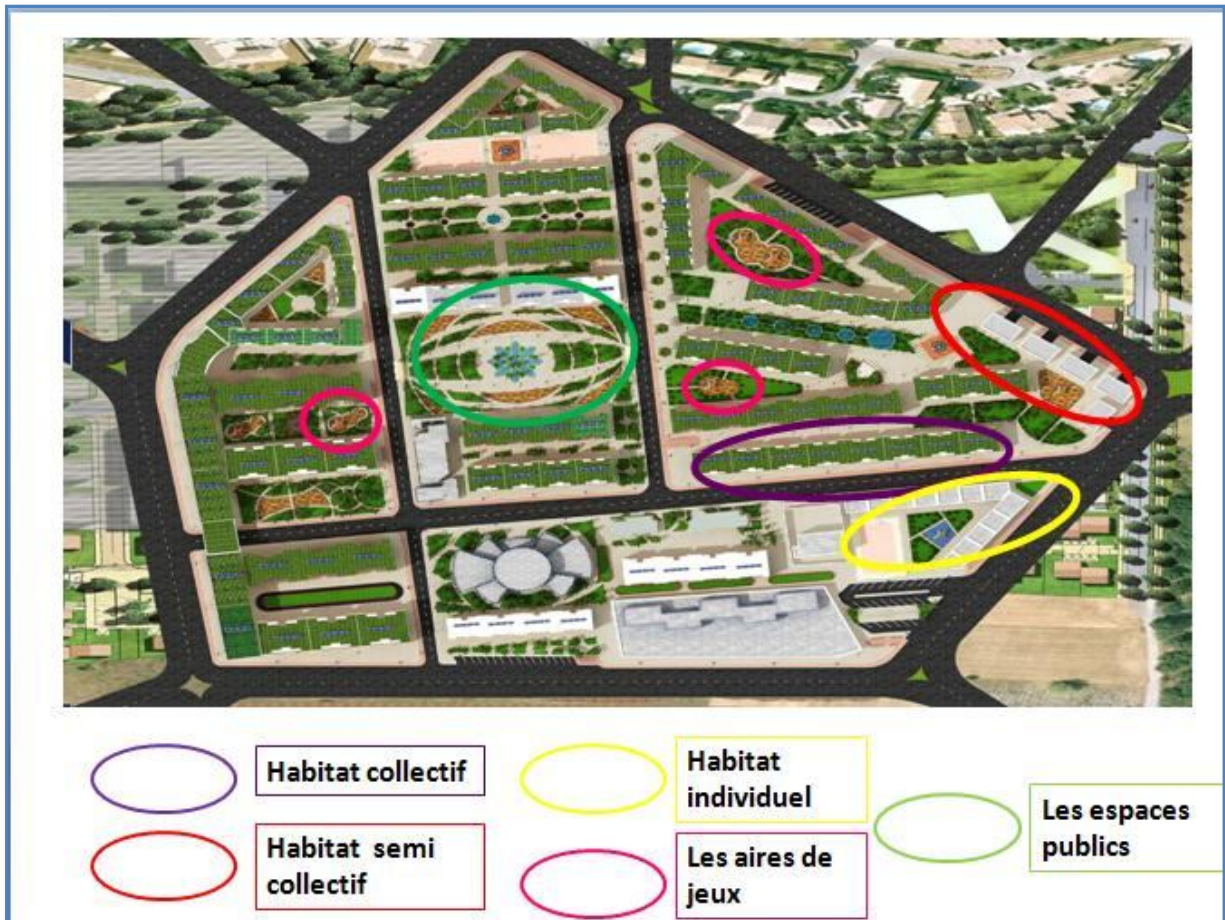 Habitat collectif
Habitat
individuel
Les espaces
publics
Habitat semi
collectif
Les aires de
jeux